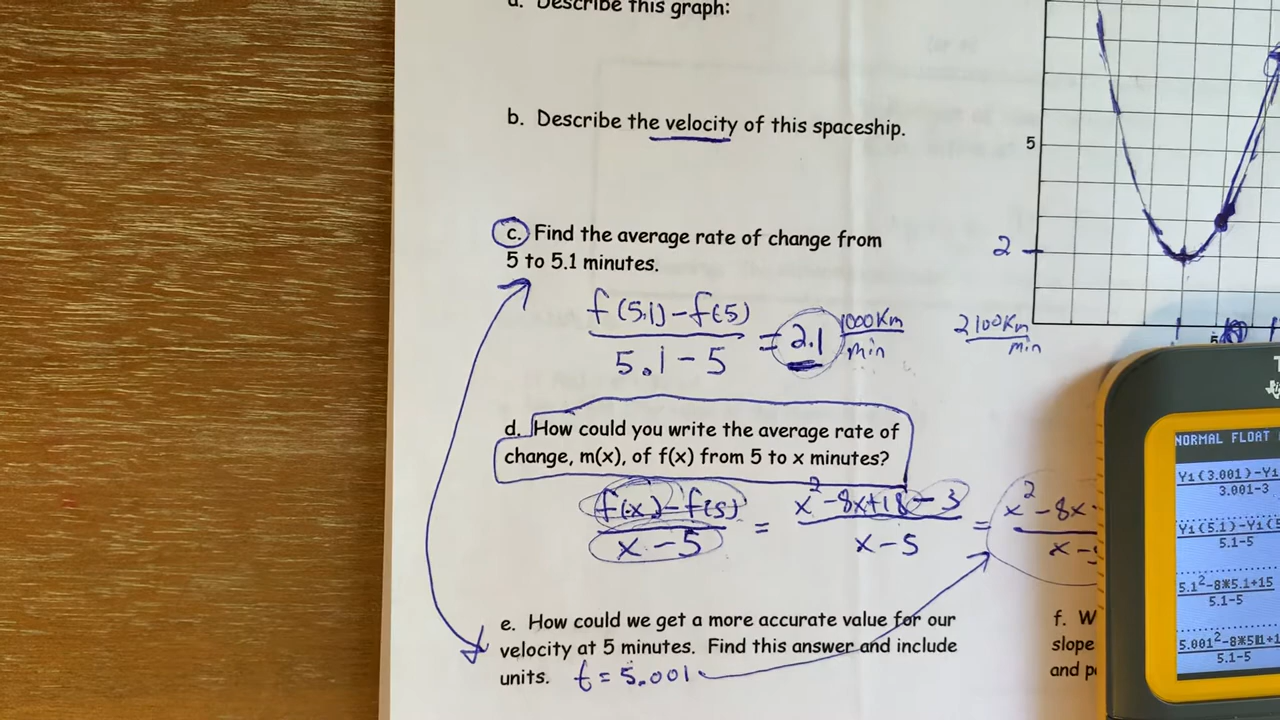 a. Describe this graph:
b. Describe the velocity of this spaceship.
5
2
c. Find the average rate of change from
5 to 5.1 minutes.
f(5.1)-f(5)
5.1-5
= 2.1 1000Km
min
2100Km
min
d. How could you write the average rate of
change, m(x), of f(x) from 5 to x minutes?
f(x)-f(5)
x-5
=
x²-8x+18-3
x-5
=
x²-8x
x-5
e. How could we get a more accurate value for our
velocity at 5 minutes. Find this answer and include
units. t=5.001
f. W
slope
and p
NORMAL FLOAT
Y1(3.001)-Y1
3.001-3
Y1(5.1)-Y1(5
5.1-5
5.1²-8*5.1+15
5.1-5
5.1-5